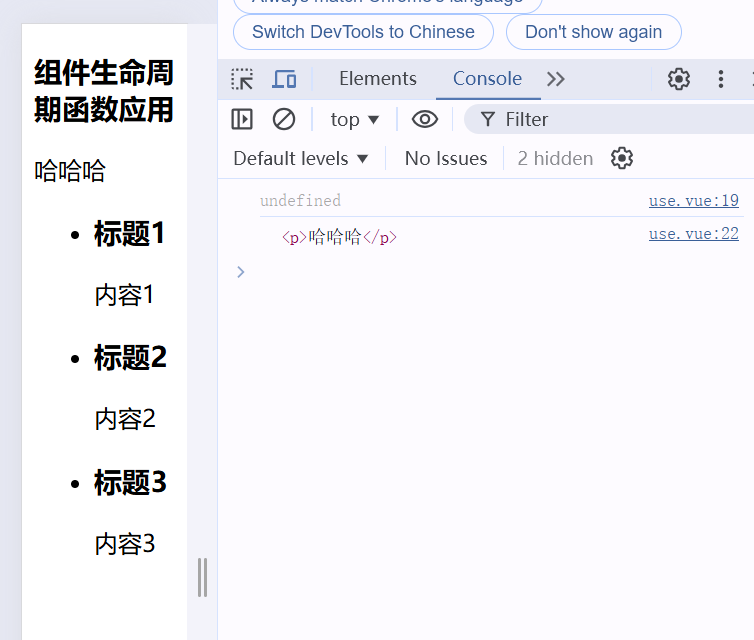 组件生命周
期函数应用
哈哈哈
标题1
内容1
标题2
内容2
标题3
内容3
Always match Chrome's language
Switch DevTools to Chinese
Don't show again
Elements
Console
top
Filter
Default levels
No Issues
2 hidden
undefined
use.vue:19
<p>哈哈哈</p>
use.vue:22